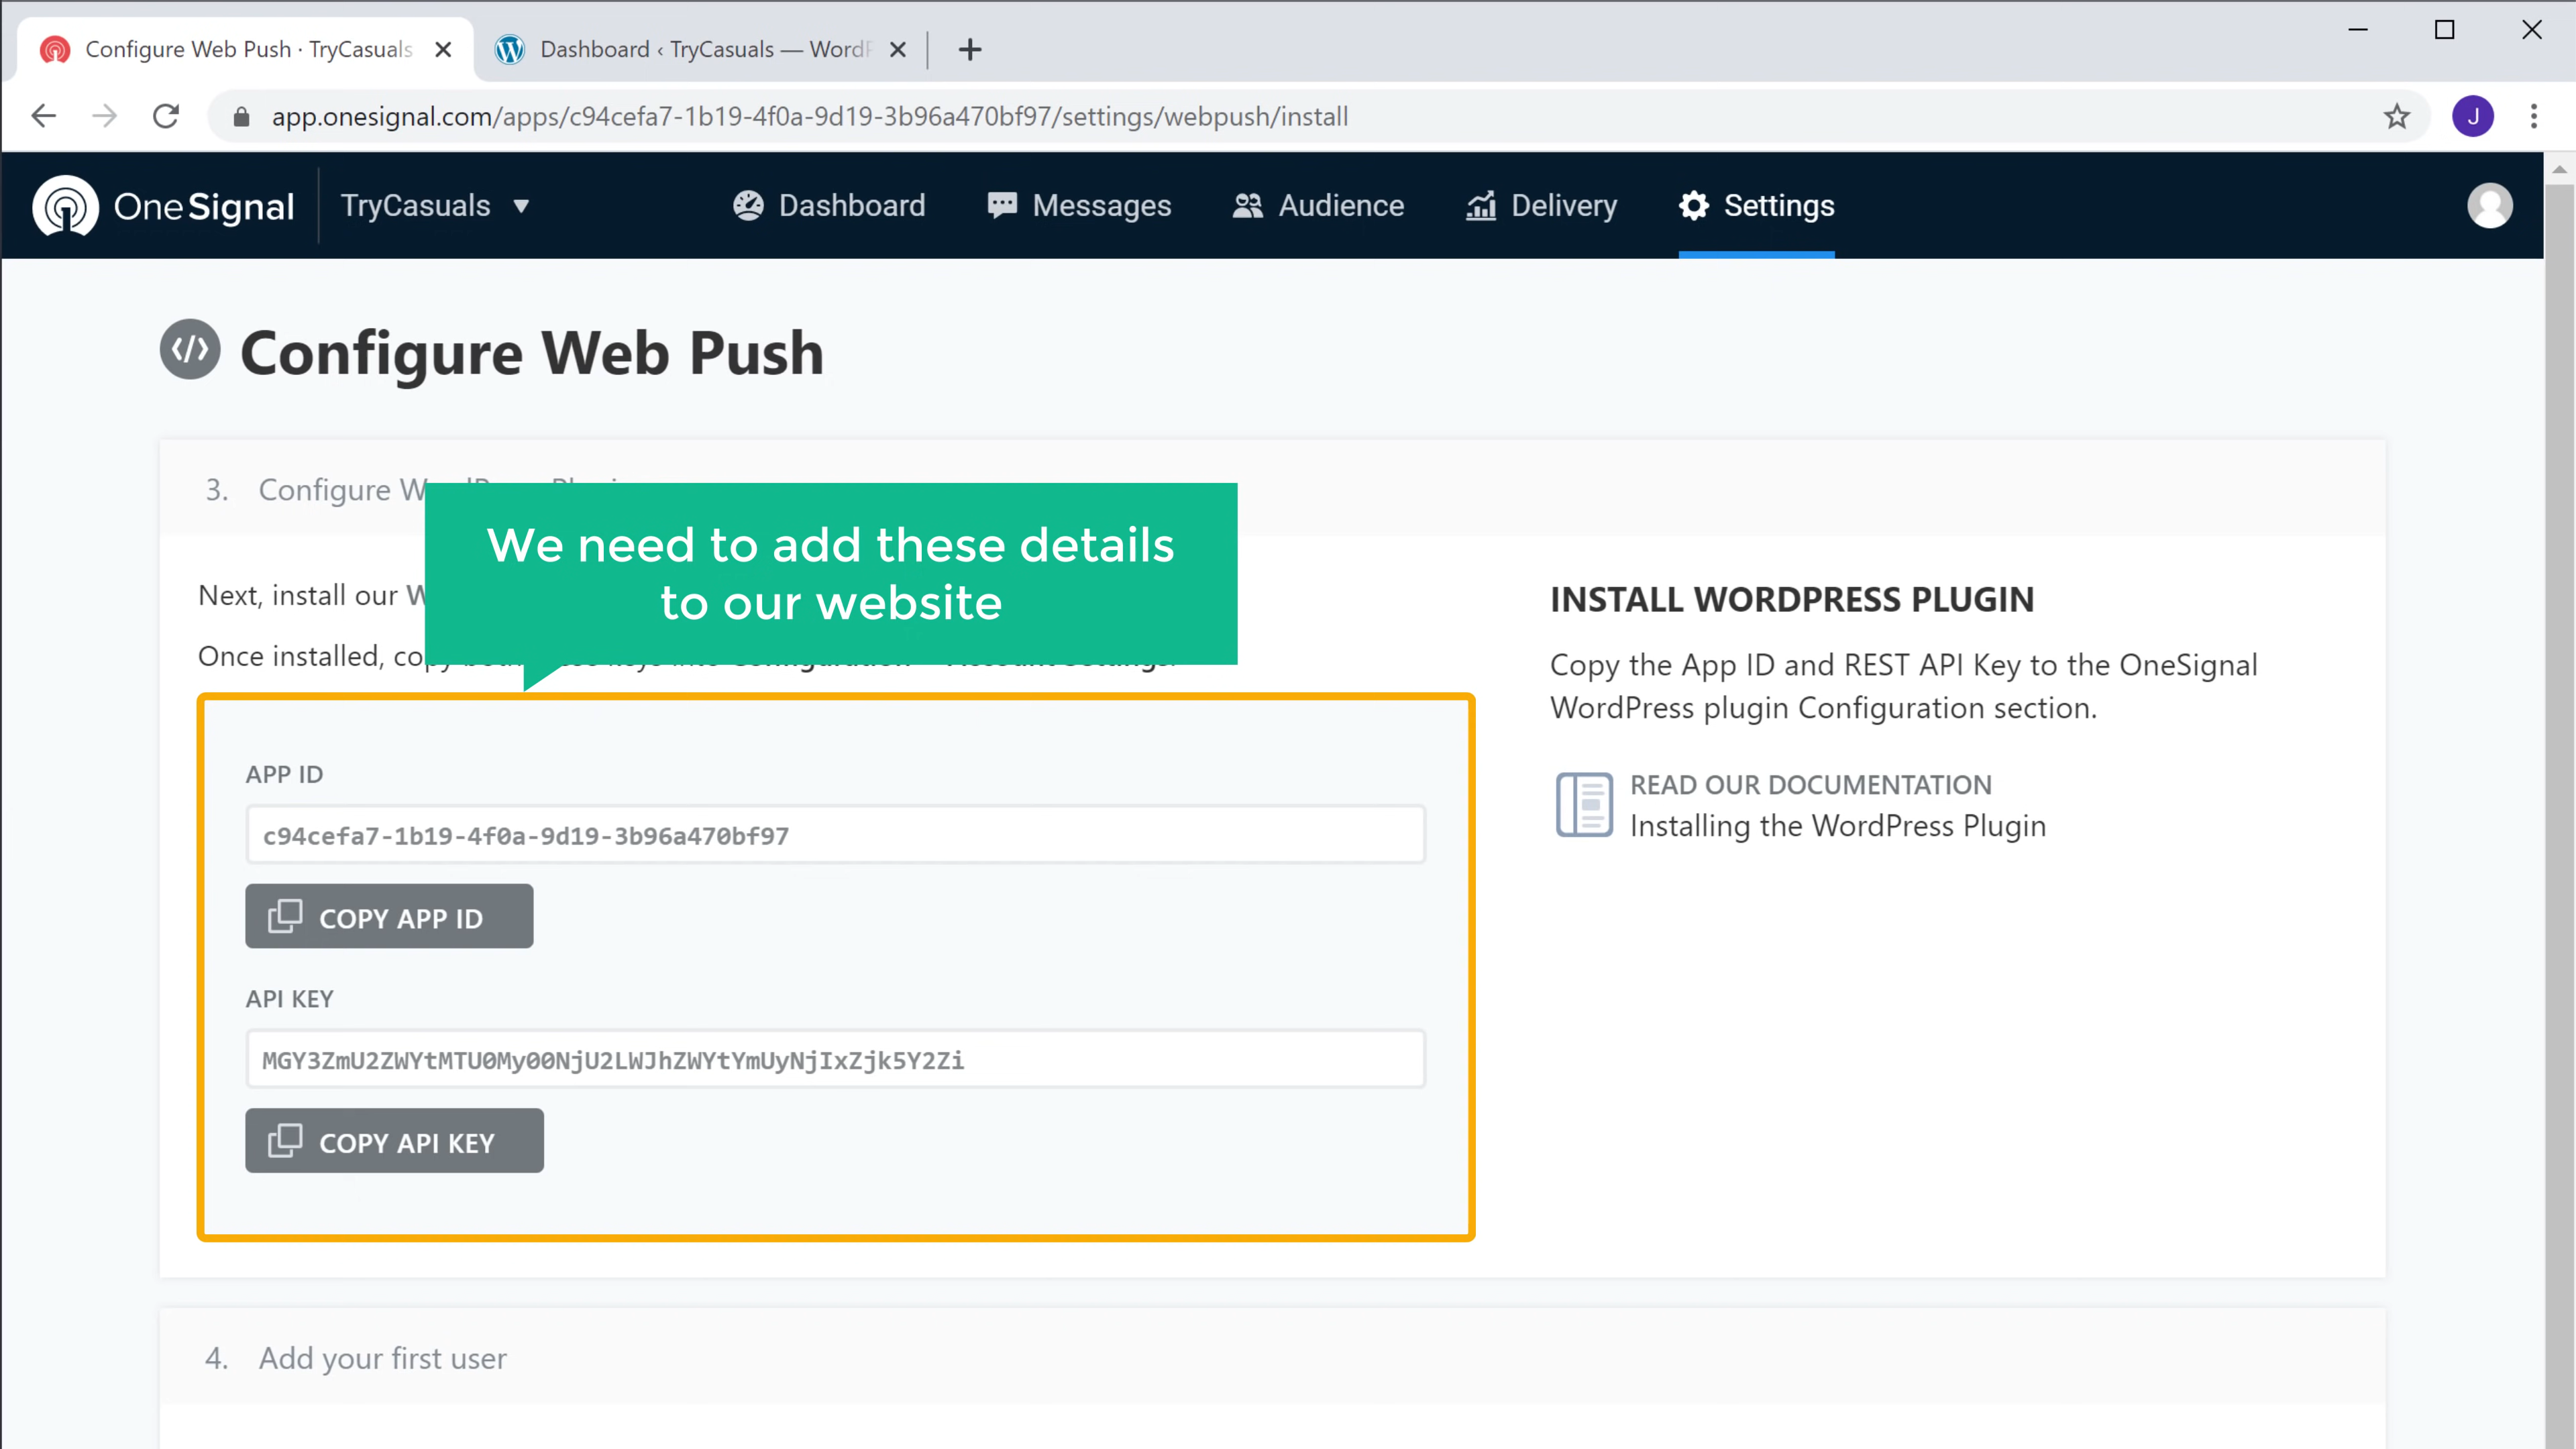 Configure Web Push · TryCasuals
Dashboard ‹ TryCasuals — Word
app.onesignal.com/apps/c94cefa7-1b19-4f0a-9d19-3b96a470bf97/settings/webpush/install
J
OneSignal
TryCasuals
Dashboard
Messages
Audience
Delivery
Settings
</> Configure Web Push
3. Configure
We need to add these details
to our website
Next, install our
Once installed,
APP ID
c94cefa7-1b19-4f0a-9d19-3b96a470bf97
COPY APP ID
API KEY
MGY3ZmU2ZWYtMTU0My00NjU2LWJhZWYtYmUyNjIxZjk5Y2Zi
COPY API KEY
INSTALL WORDPRESS PLUGIN
Copy the App ID and REST API Key to the OneSignal
WordPress plugin Configuration section.
READ OUR DOCUMENTATION
Installing the WordPress Plugin
4. Add your first user